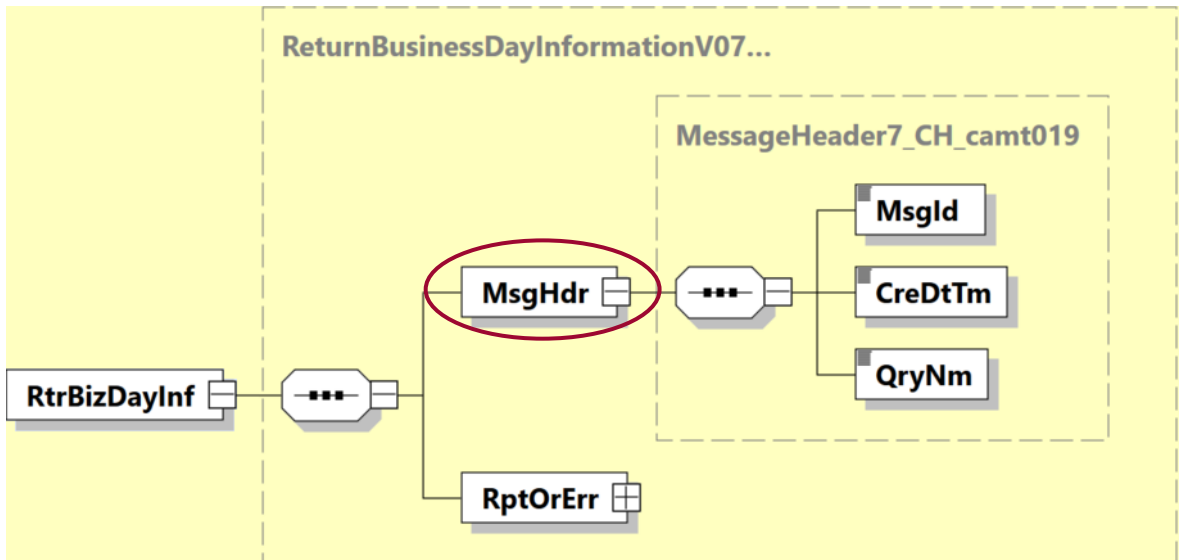 ReturnBusinessDayInformationV07...
MessageHeader7_CH_camt019
MsgId
MsgHdr
CreDtTm
QryNm
RtrBizDayInf
RptOrErr